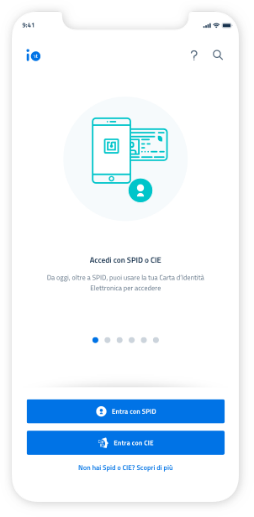 9:41
io
Accedi con SPID o CIE
Da oggi, oltre a SPID, puoi usare la tua Carta d'Identitá
Elettronica per accedere
Entra con SPID
Entra con CIE
Non hai Spid o CIE? Scopri di più